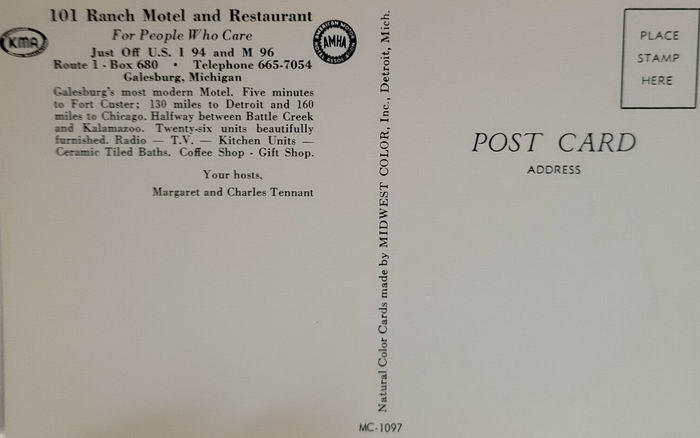 101 Ranch Motel and Restaurant
For People Who Care
KMA
AMERICAN MOTOR
AMHA
HOTEL ASSOCIATION
Just Off U.S. I 94 and M 96
Route 1 - Box 680 • Telephone 665-7054
Galesburg, Michigan
Galesburg's most modern Motel. Five minutes
to Fort Custer; 130 miles to Detroit and 160
miles to Chicago. Halfway between Battle Creek
and Kalamazoo. Twenty-six units beautifully
furnished. Radio — T.V. — Kitchen Units —
Ceramic Tiled Baths. Coffee Shop - Gift Shop.
Your hosts,
Margaret and Charles Tennant
Natural Color Cards made by MIDWEST COLOR, Inc., Detroit, Mich.
MC-1097
PLACE
STAMP
HERE
POST CARD
ADDRESS